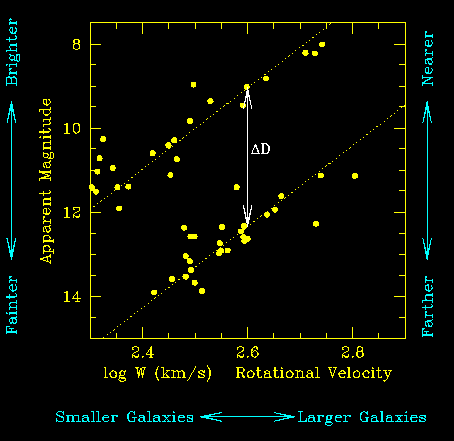 Brighter
Nearer
8
10
12
14
Apparent Magnitude
ΔD
Fainter
Farther
2.4 2.6 2.8
log W (km/s) Rotational Velocity
Smaller Galaxies Larger Galaxies